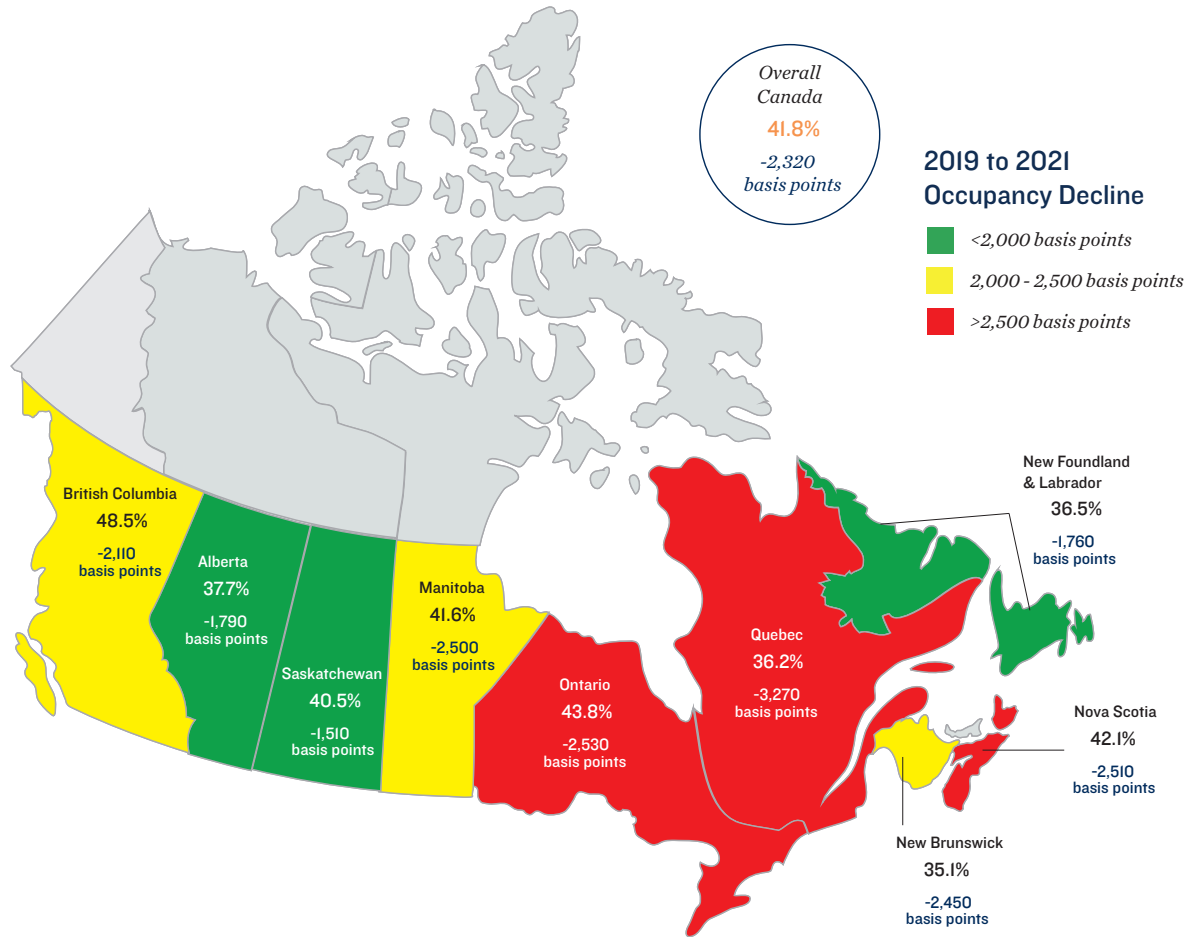 Overall
Canada
41.8%
-2,320
basis points
2019 to 2021
Occupancy Decline
<2,000 basis points
2,000 - 2,500 basis points
>2,500 basis points
British Columbia
48.5%
-2,110
basis points
Alberta
37.7%
-1,790
basis points
Saskatchewan
40.5%
-1,510
basis points
Manitoba
41.6%
-2,500
basis points
Ontario
43.8%
-2,530
basis points
Quebec
36.2%
-3,270
basis points
New Foundland
& Labrador
36.5%
-1,760
basis points
Nova Scotia
42.1%
-2,510
basis points
New Brunswick
35.1%
-2,450
basis points